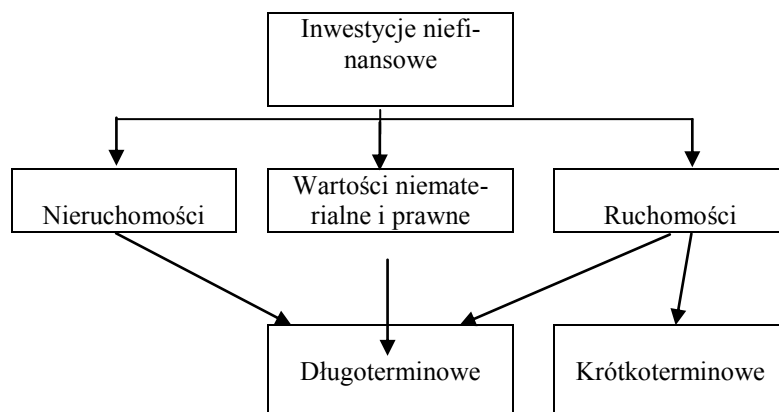 Inwestycje niefi-
nansowe
Nieruchomości
Wartości niemate-
rialne i prawne
Ruchomości
Długoterminowe
Krótkoterminowe